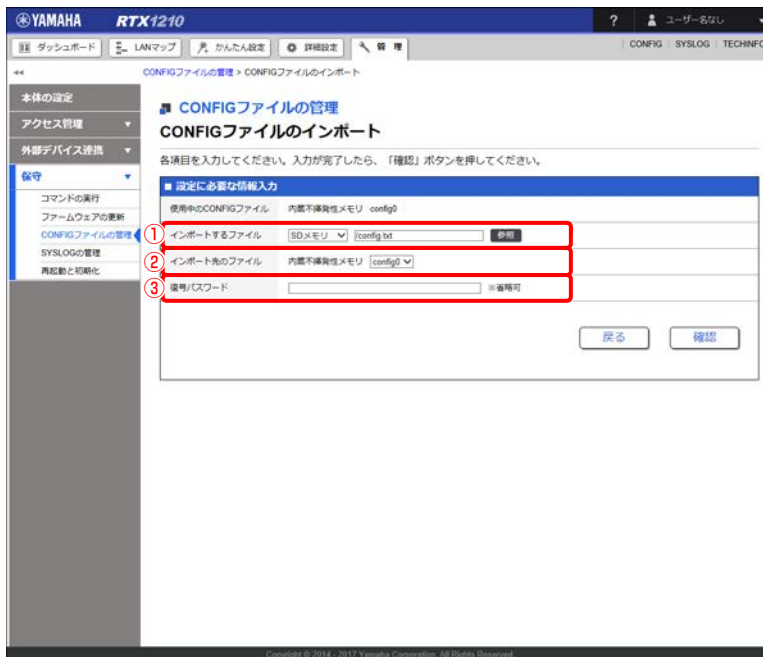 YAMAHA RTX1210 ? ユーザー名なし
ダッシュボード LANマップ かんたん設定 詳細設定 管理 CONFIG SYSLOG TECHINFO
CONFIGファイルの管理 > CONFIGファイルのインポート
本体の設定
アクセス管理
外部デバイス連携
保守
コマンドの実行
ファームウェアの更新
CONFIGファイルの管理
SYSLOGの管理
再起動と初期化
CONFIGファイルの管理
CONFIGファイルのインポート
各項目を入力してください。入力が完了したら、「確認」ボタンを押してください。
■ 設定に必要な情報入力
使用中のCONFIGファイル 内蔵不揮発性メモリ config0
① インポートするファイル SDメモリ /config.txt 参照
② インポート先のファイル 内蔵不揮発性メモリ config0
③ 復号パスワード ※省略可
戻る 確認
Copyright © 2014 - 2017 Yamaha Corporation. All Rights Reserved.